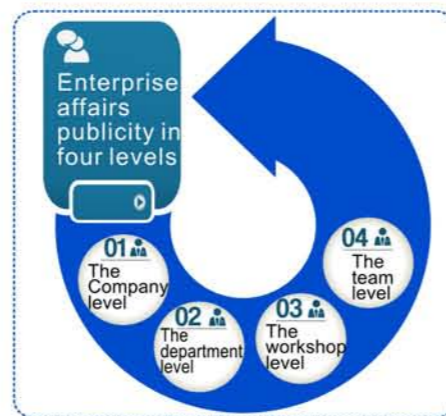 Enterprise
affairs
publicity in
four levels
01
The
Company
level
02
The
department
level
03
The
workshop
level
04
The
team
level